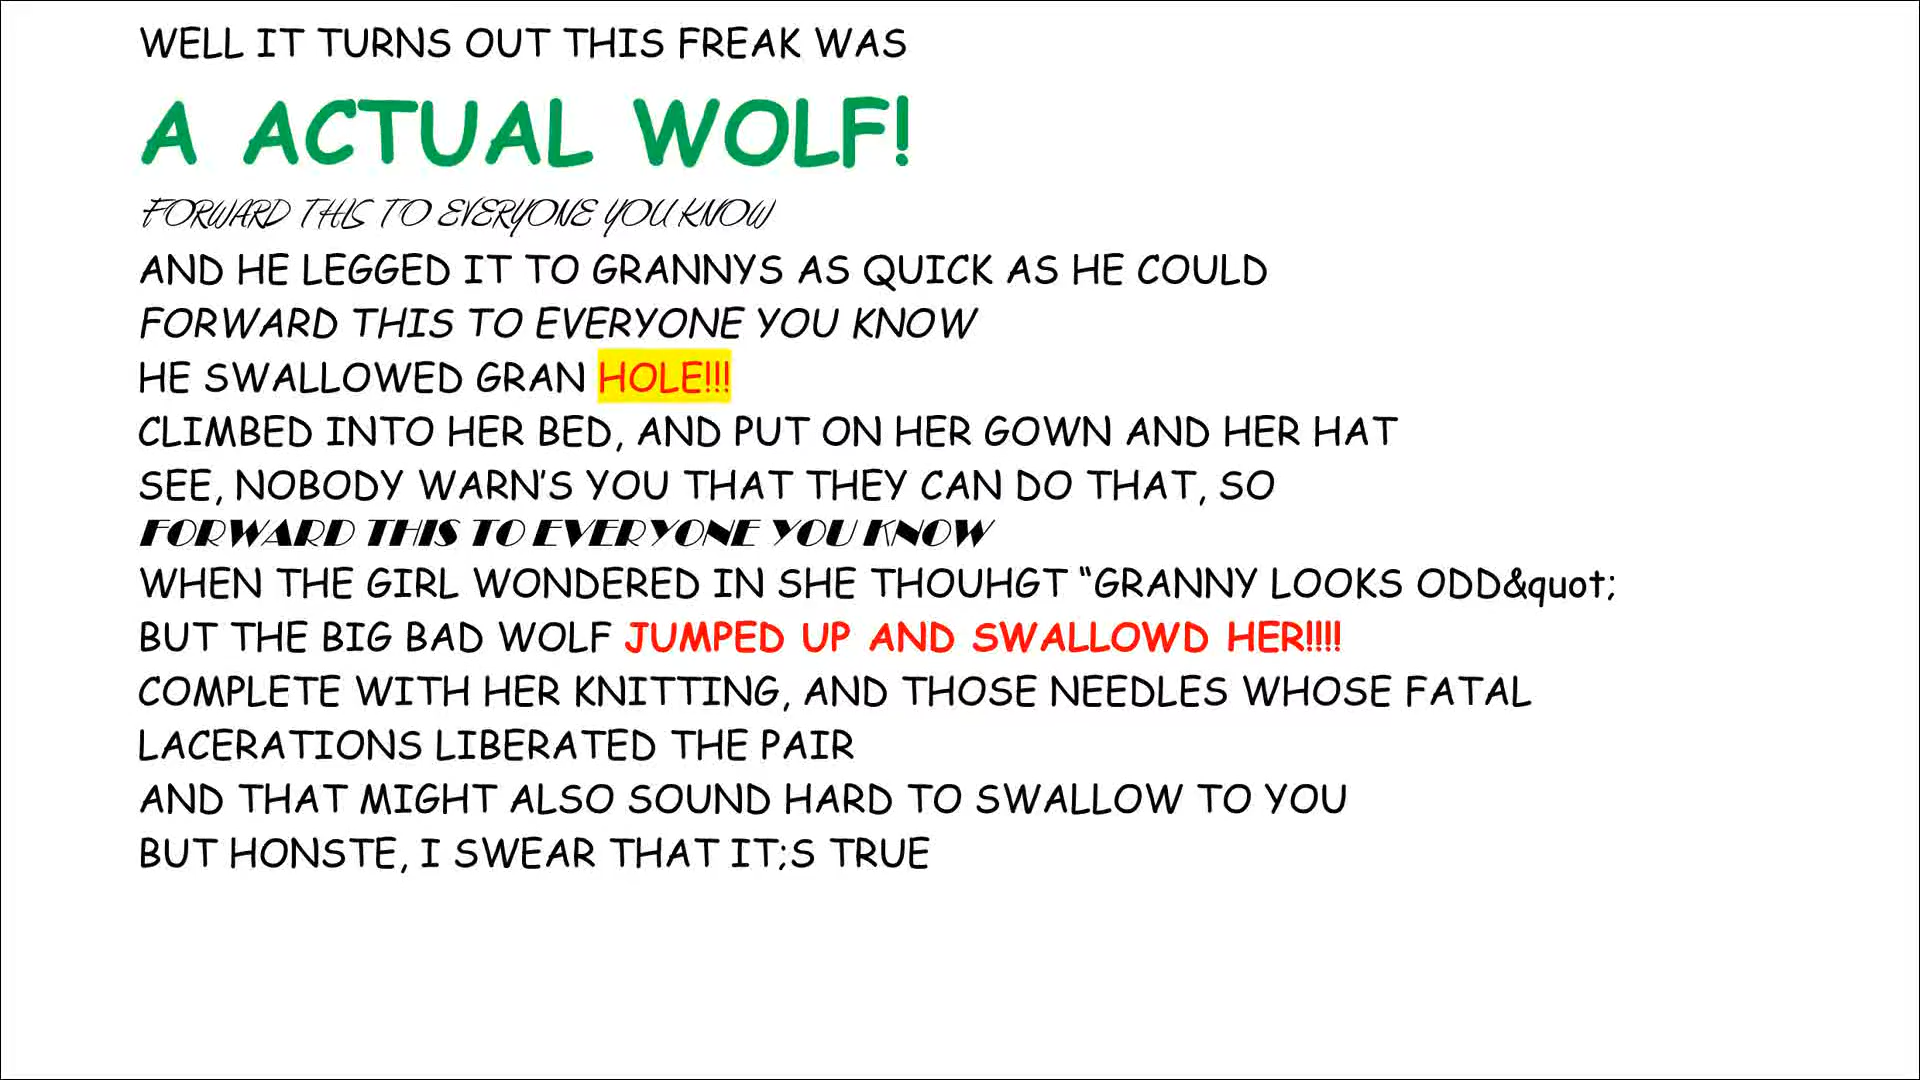 WELL IT TURNS OUT THIS FREAK WAS
A ACTUAL WOLF!
FORWARD THIS TO EVERYONE YOU KNOW
AND HE LEGGED IT TO GRANNYS AS QUICK AS HE COULD
FORWARD THIS TO EVERYONE YOU KNOW
HE SWALLOWED GRAN HOLE!!!
CLIMBED INTO HER BED, AND PUT ON HER GOWN AND HER HAT
SEE, NOBODY WARN’S YOU THAT THEY CAN DO THAT, SO
FORWARD THIS TO EVERYONE YOU KNOW
WHEN THE GIRL WONDERED IN SHE THOUHGT “GRANNY LOOKS ODD&quot;
BUT THE BIG BAD WOLF JUMPED UP AND SWALLOWD HER!!!!
COMPLETE WITH HER KNITTING, AND THOSE NEEDLES WHOSE FATAL
LACERATIONS LIBERATED THE PAIR
AND THAT MIGHT ALSO SOUND HARD TO SWALLOW TO YOU
BUT HONSTE, I SWEAR THAT IT;S TRUE